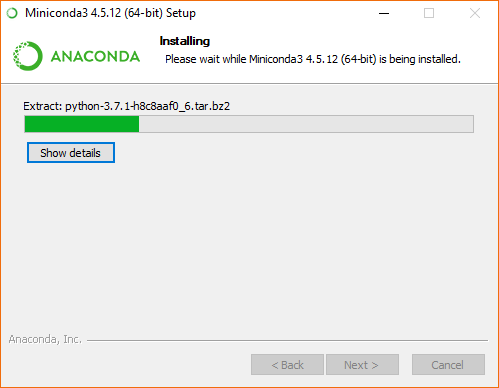 Miniconda3 4.5.12 (64-bit) Setup
ANACONDA
Installing
Please wait while Miniconda3 4.5.12 (64-bit) is being installed.
Extract: python-3.7.1-h8c8aaf0_6.tar.bz2
Show details
Anaconda, Inc.
< Back
Next >
Cancel